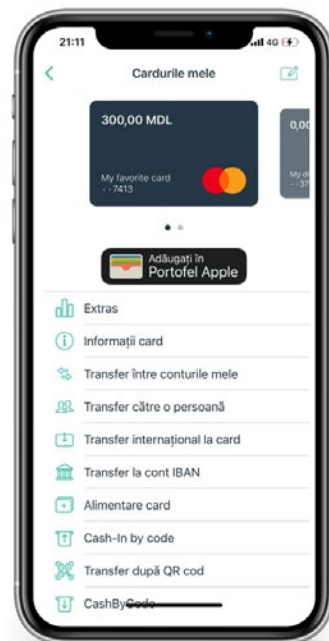 21:11
4G
Cardurile mele
300,00 MDL
0,00
My favorite card
· · 7413
My d
· · 37
Adăugați în
Portofel Apple
Extras
Informații card
Transfer între conturile mele
Transfer către o persoană
Transfer internațional la card
Transfer la cont IBAN
Alimentare card
Cash-In by code
Transfer după QR cod
CashByCode